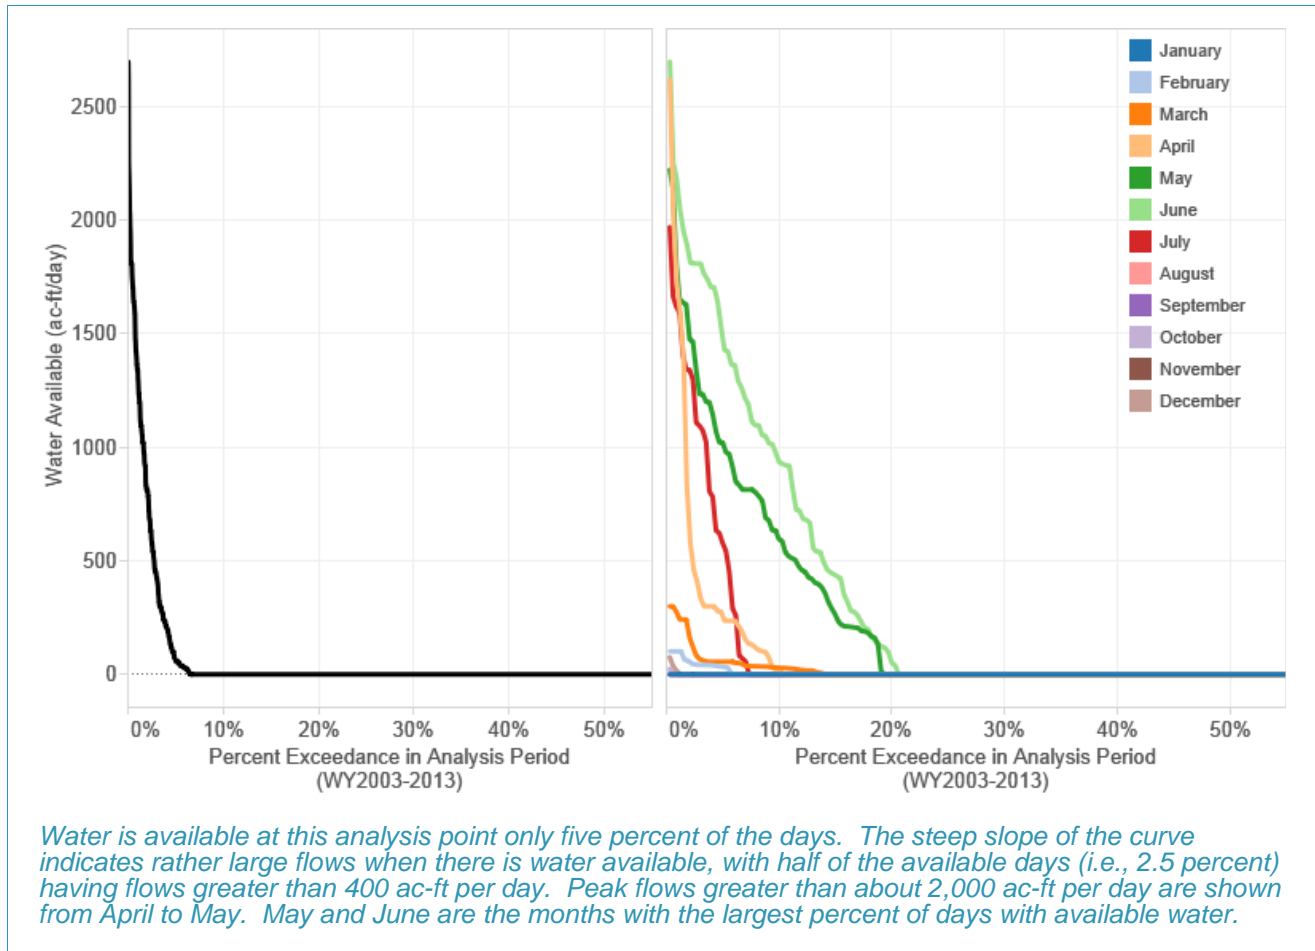 2500
2000
1500
1000
500
0
Water Available (ac-ft/day)
0% 10% 20% 30% 40% 50%
Percent Exceedance in Analysis Period
(WY2003-2013)
January
February
March
April
May
June
July
August
September
October
November
December
0% 10% 20% 30% 40% 50%
Percent Exceedance in Analysis Period
(WY2003-2013)
Water is available at this analysis point only five percent of the days. The steep slope of the curve
indicates rather large flows when there is water available, with half of the available days (i.e., 2.5 percent)
having flows greater than 400 ac-ft per day. Peak flows greater than about 2,000 ac-ft per day are shown
from April to May. May and June are the months with the largest percent of days with available water.